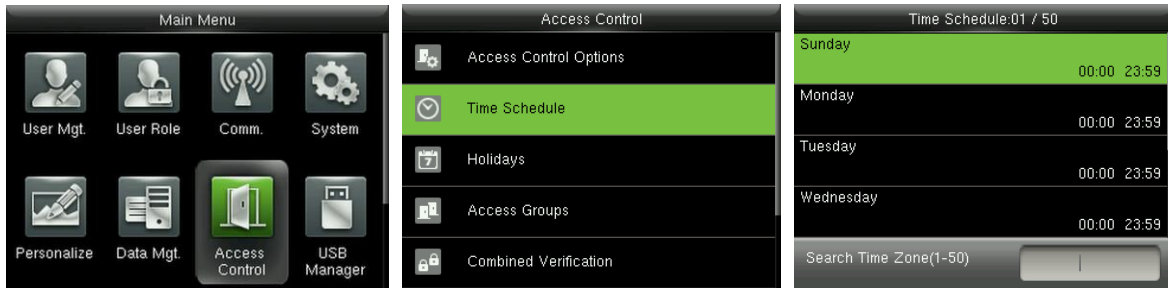 Main Menu
User Mgt.
User Role
Comm.
System
Personalize
Data Mgt.
Access
Control
USB
Manager
Access Control
Access Control Options
Time Schedule
7
Holidays
Access Groups
Combined Verification
Time Schedule:01 / 50
Sunday
00:00 23:59
Monday
00:00 23:59
Tuesday
00:00 23:59
Wednesday
00:00 23:59
Search Time Zone(1-50)